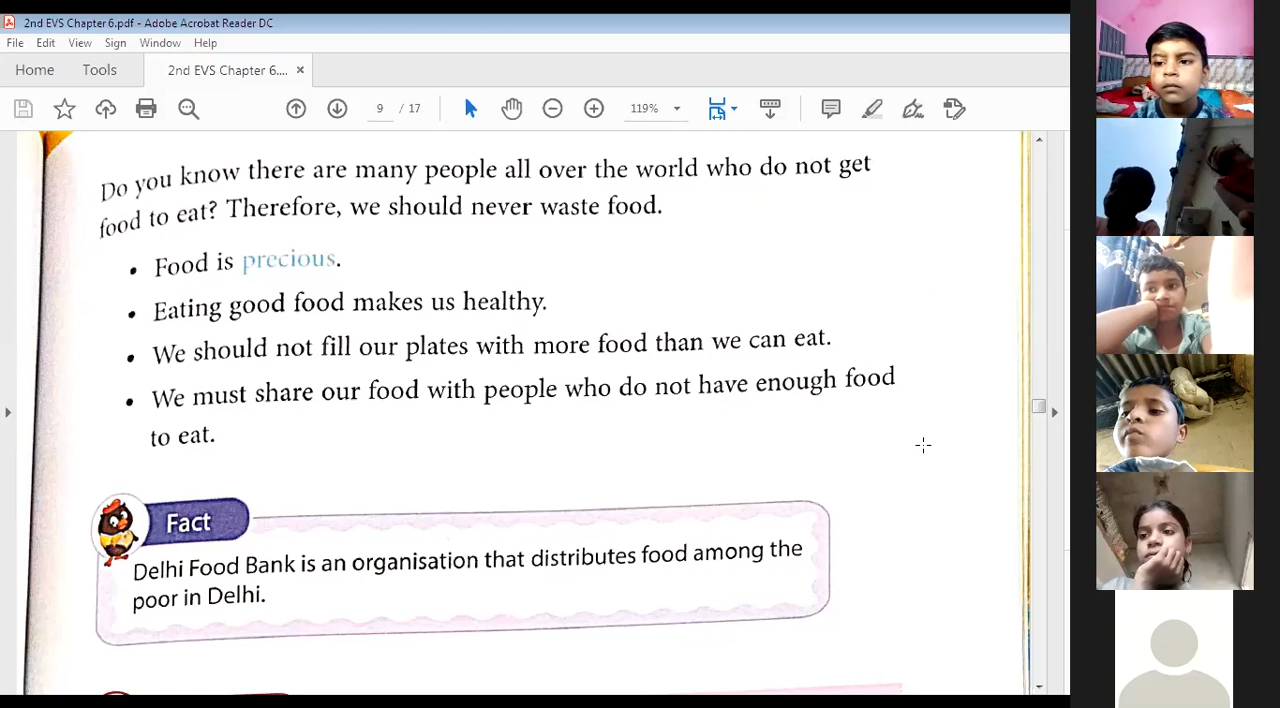 2nd EVS Chapter 6.pdf - Adobe Acrobat Reader DC
File Edit View Sign Window Help
Home Tools 2nd EVS Chapter 6.... ×
9 / 17 119%
Do you know there are many people all over the world who do not get
food to eat? Therefore, we should never waste food.
• Food is precious.
• Eating good food makes us healthy.
• We should not fill our plates with more food than we can eat.
• We must share our food with people who do not have enough food
to eat.
Fact
Delhi Food Bank is an organisation that distributes food among the
poor in Delhi.